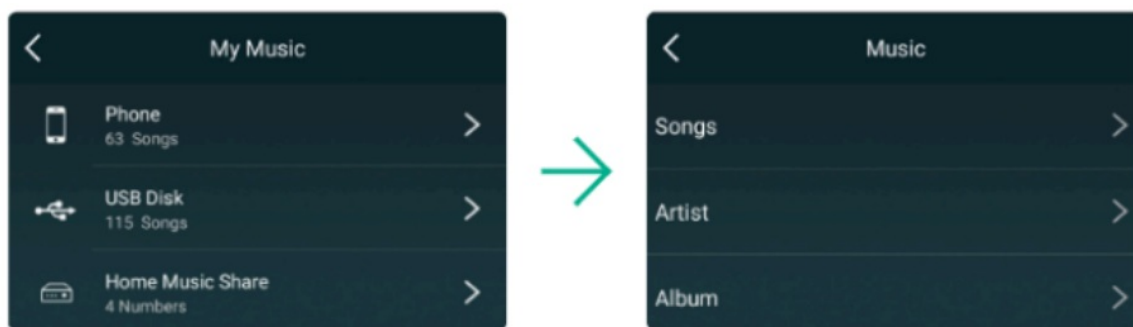 My Music
Phone
63 Songs
USB Disk
115 Songs
Home Music Share
4 Numbers
Music
Songs
Artist
Album